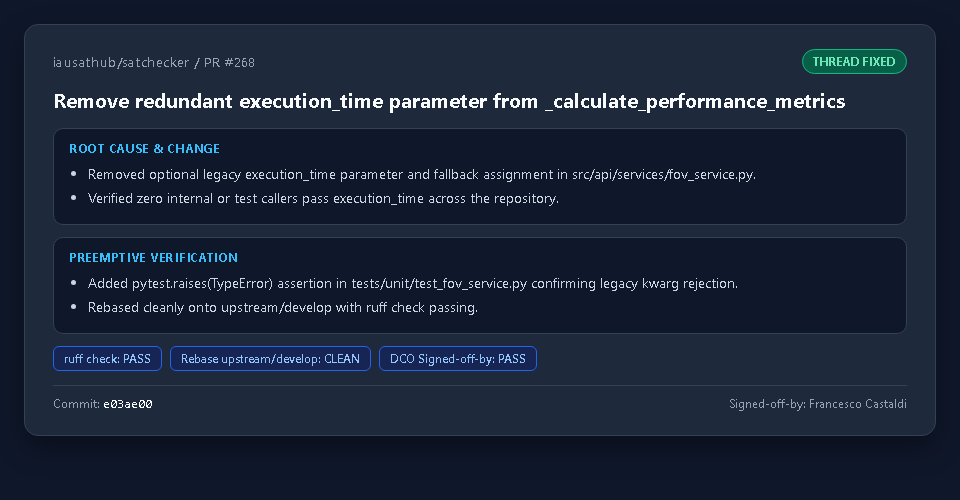 iausathub/satchecker / PR #268
THREAD FIXED
Remove redundant execution_time parameter from _calculate_performance_metrics
ROOT CAUSE & CHANGE
• Removed optional legacy execution_time parameter and fallback assignment in src/api/services/fov_service.py.
• Verified zero internal or test callers pass execution_time across the repository.
PREEMPTIVE VERIFICATION
• Added pytest.raises(TypeError) assertion in tests/unit/test_fov_service.py confirming legacy kwarg rejection.
• Rebased cleanly onto upstream/develop with ruff check passing.
ruff check: PASS
Rebase upstream/develop: CLEAN
DCO Signed-off-by: PASS
Commit: e03ae00
Signed-off-by: Francesco Castaldi